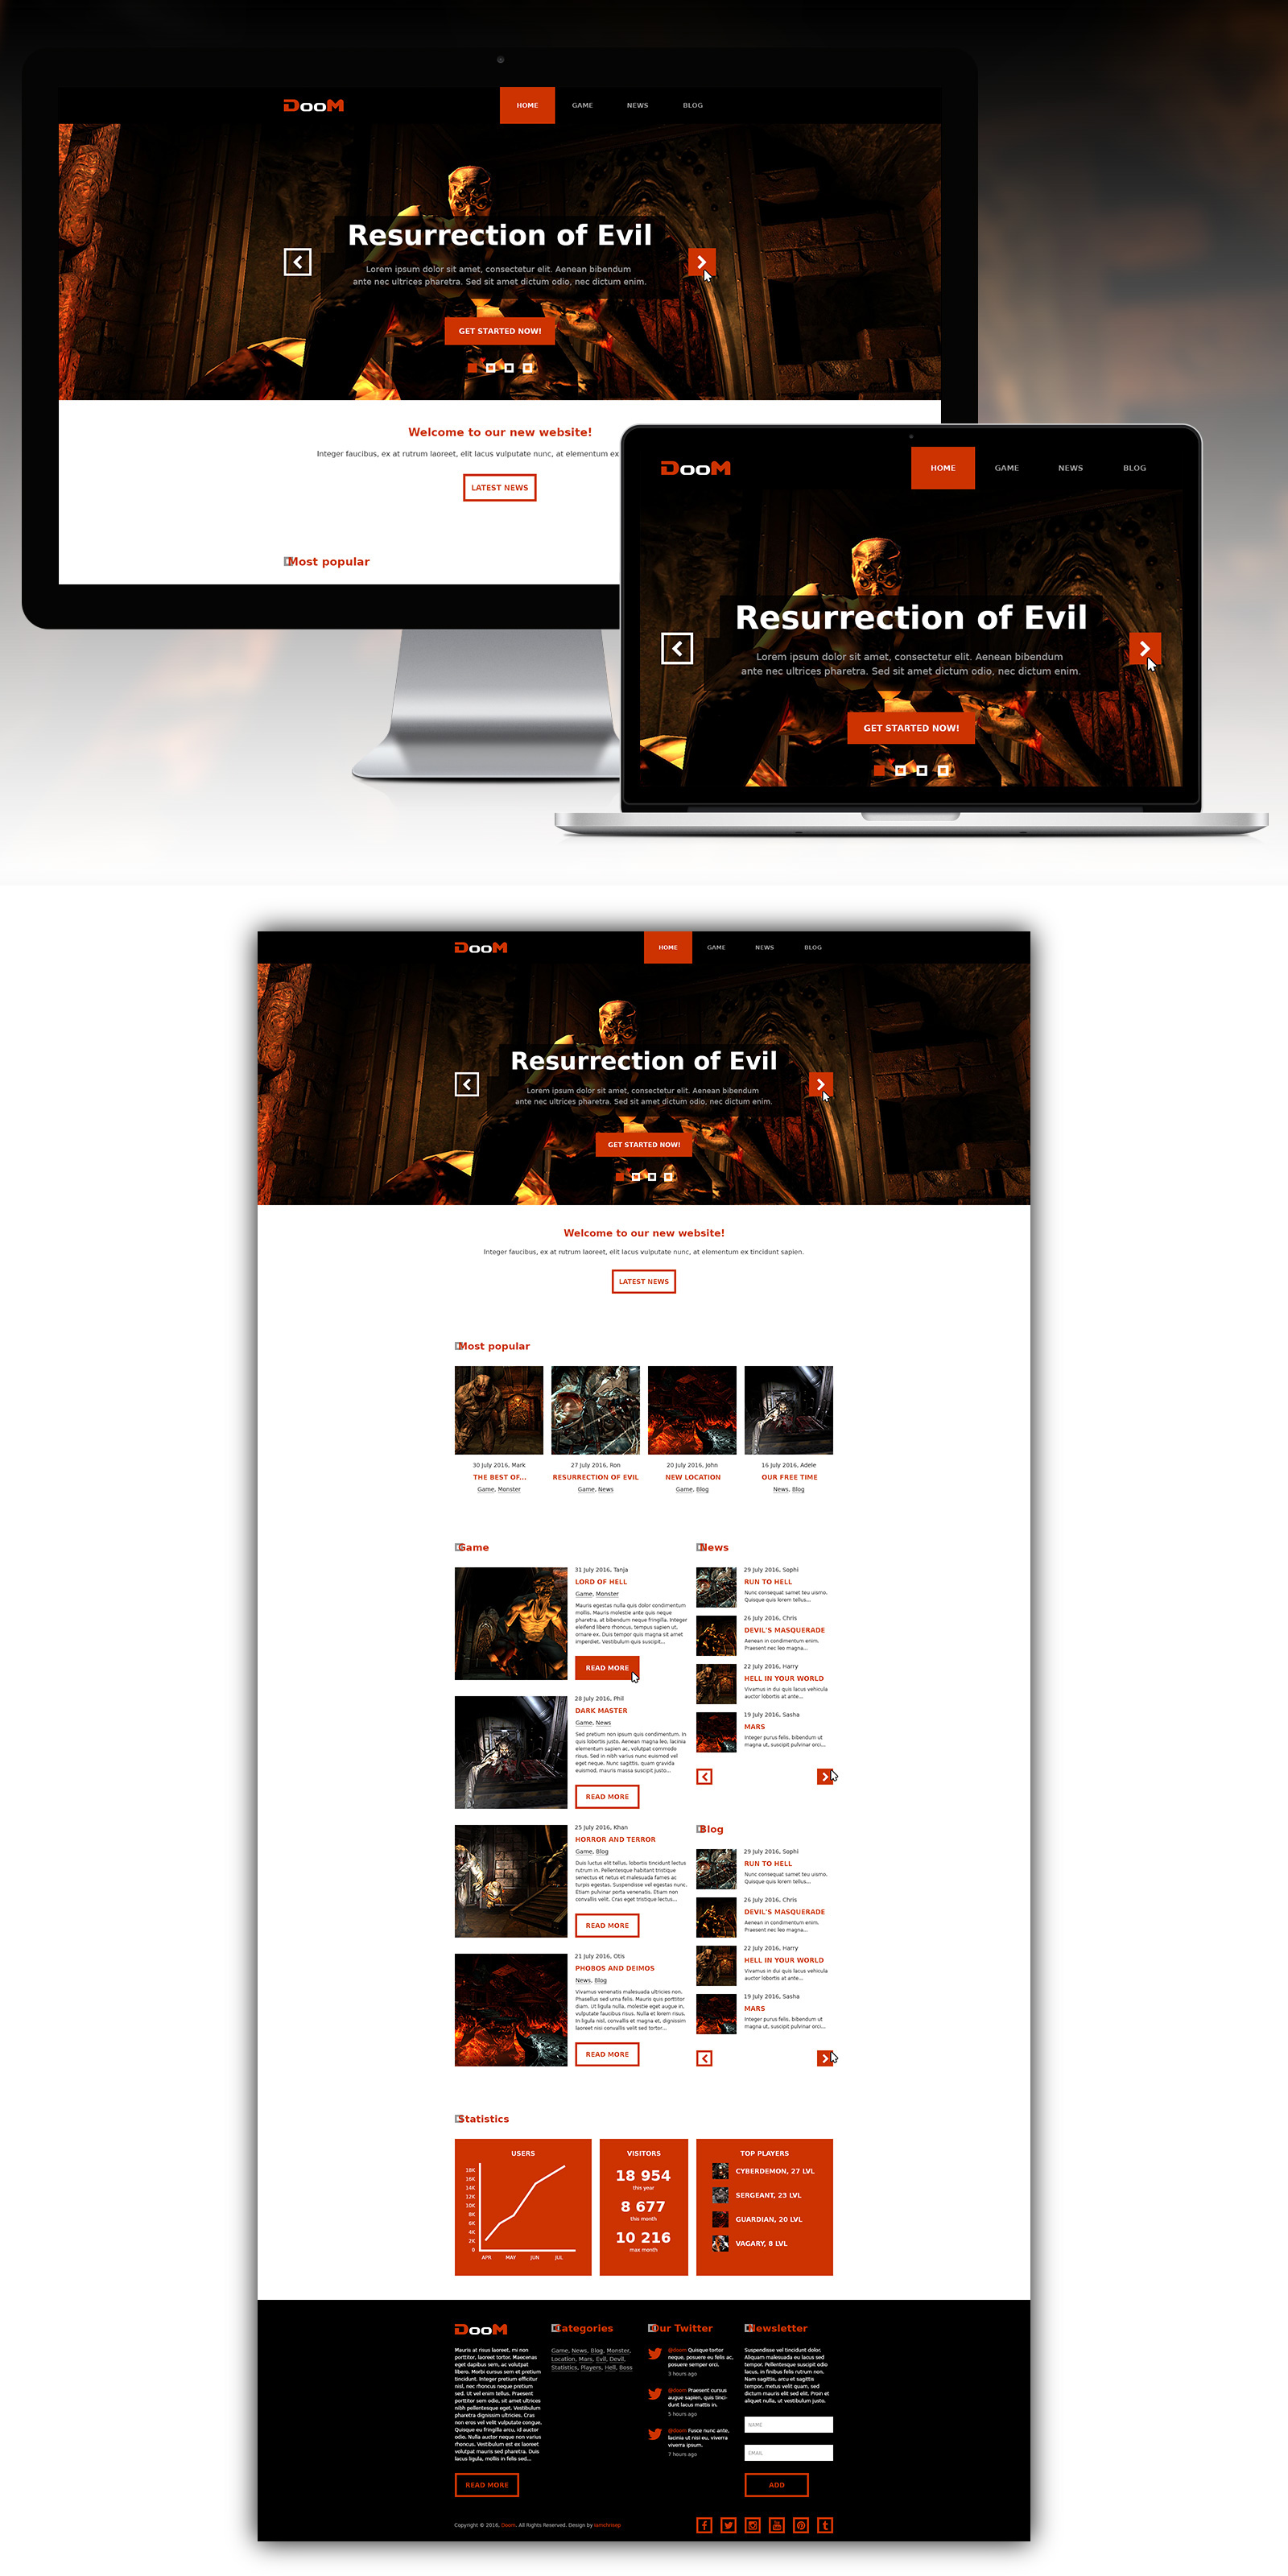 DooM
HOME GAME NEWS BLOG
Resurrection of Evil
Lorem ipsum dolor sit amet, consectetur elit. Aenean bibendum
ante nec ultrices pharetra. Sed sit amet dictum odio, nec dictum enim.
GET STARTED NOW!
Welcome to our new website!
Integer faucibus, ex at rutrum laoreet, elit lacus vulputate nunc, at elementum ex
LATEST NEWS
Most popular
DooM
HOME GAME NEWS BLOG
Resurrection of Evil
Lorem ipsum dolor sit amet, consectetur elit. Aenean bibendum
ante nec ultrices pharetra. Sed sit amet dictum odio, nec dictum enim.
GET STARTED NOW!
DooM
HOME GAME NEWS BLOG
Resurrection of Evil
Lorem ipsum dolor sit amet, consectetur elit. Aenean bibendum
ante nec ultrices pharetra. Sed sit amet dictum odio, nec dictum enim.
GET STARTED NOW!
Welcome to our new website!
Integer faucibus, ex at rutrum laoreet, elit lacus vulputate nunc, at elementum ex tincidunt sapien.
LATEST NEWS
Most popular
30 July 2016, Mark
THE BEST OF...
Game, Monster
27 July 2016, Ron
RESURRECTION OF EVIL
Game, News
20 July 2016, John
NEW LOCATION
Game, Blog
16 July 2016, Adele
OUR FREE TIME
News, Blog
Game
31 July 2016, Tanja
LORD OF HELL
Game, Monster
Mauris egestas nulla quis dolor condimentum
mollis. Mauris molestie ante quis neque
pharetra, at bibendum neque fringilla. Integer
eleifend libero rhoncus, tempus sapien ut,
ornare ex. Duis tempor quis magna sit amet
imperdiet. Vestibulum quis suscipit...
READ MORE
28 July 2016, Phil
DARK MASTER
Game, News
Sed pretium non ipsum quis condimentum. In
quis lobortis justo. Aenean magna leo, lacinia
elementum sapien ac, volutpat commodo
risus. Sed in nibh varius nunc euismod vel
eget neque. Nunc sagittis, quam gravida
euismod, mauris massa suscipit justo...
READ MORE
25 July 2016, Khan
HORROR AND TERROR
Game, Blog
Duis luctus elit tellus, lobortis tincidunt lectus
rutrum in. Pellentesque habitant tristique
senectus et netus et malesuada fames ac
turpis egestas. Suspendisse vel egestas nunc.
Etiam pulvinar porta venenatis. Etiam non
convallis velit. Cras eget tristique lectus...
READ MORE
21 July 2016, Otis
PHOBOS AND DEIMOS
News, Blog
Vivamus venenatis malesuada ultricies non.
Phasellus sed urna felis. Mauris quis porttitor
diam. Ut ligula nulla, molestie eget augue in,
vulputate faucibus risus. Nulla et lorem risus.
In ligula nisl, convallis et magna et, dignissim
laoreet nisi convallis velit sed tortor...
READ MORE
News
29 July 2016, Sophi
RUN TO HELL
Nunc consequat samet teu uismo,
Quisque quis lorem tellus...
26 July 2016, Chris
DEVIL'S MASQUERADE
Aenean in condimentum enim.
Praesent nec leo magna...
22 July 2016, Harry
HELL IN YOUR WORLD
Vivamus in dui quis lacus vehicula
auctor lobortis at ante...
19 July 2016, Sasha
MARS
Integer purus felis, bibendum ut
magna ut, suscipit pulvinar orci...
Blog
29 July 2016, Sophi
RUN TO HELL
Nunc consequat samet teu uismo,
Quisque quis lorem tellus...
26 July 2016, Chris
DEVIL'S MASQUERADE
Aenean in condimentum enim.
Praesent nec leo magna...
22 July 2016, Harry
HELL IN YOUR WORLD
Vivamus in dui quis lacus vehicula
auctor lobortis at ante...
19 July 2016, Sasha
MARS
Integer purus felis, bibendum ut
magna ut, suscipit pulvinar orci...
Statistics
USERS
18K
16K
14K
12K
10K
8K
6K
4K
2K
0
APR MAY JUN JUL
VISITORS
18 954
this year
8 677
this month
10 216
max month
TOP PLAYERS
CYBERDEMON, 27 LVL
SERGEANT, 23 LVL
GUARDIAN, 20 LVL
VAGARY, 8 LVL
DooM
Mauris at risus laoreet, mi non
porttitor, laoreet tortor. Maecenas
eget dapibus sem, ac volutpat
libero. Morbi cursus sem et pretium
tincidunt. Integer pretium efficitur
nisl, nec rhoncus neque pretium
sed. Ut vel enim tellus. Praesent
porttitor sem odio, sit amet ultrices
nibh pellentesque eget. Vestibulum
pharetra dignissim ultricies. Cras
non eros vel velit vulputate congue.
Quisque eu fringilla arcu, id auctor
odio. Nulla auctor neque non varius
rhoncus. Vestibulum est ex laoreet
volutpat mauris sed pharetra. Duis
lacus ligula, mollis in felis sed...
READ MORE
Categories
Game, News, Blog, Monster,
Location, Mars, Evil, Devil,
Statistics, Players, Hell, Boss
Our Twitter
@doom Quisque tortor
neque, posuere eu felis ac,
posuere semper orci.
3 hours ago
@doom Praesent cursus
augue sapien, quis tinci-
dunt lacus mattis in.
5 hours ago
@doom Fusce nunc ante,
lacinia ut nisi eu, viverra
viverra ipsum.
7 hours ago
Newsletter
Suspendisse vel tincidunt dolor.
Aliquam malesuada eu lacus sed
tempor. Pellentesque suscipit odio
lacus, in finibus felis rutrum non.
Nam sagittis, arcu et sagittis
tempor, metus velit quam, sed
dictum mauris elit sed elit. Proin et
aliquet nulla, ut vestibulum justo.
NAME
EMAIL
ADD
Copyright © 2016, Doom. All Rights Reserved. Design by iamchrisep